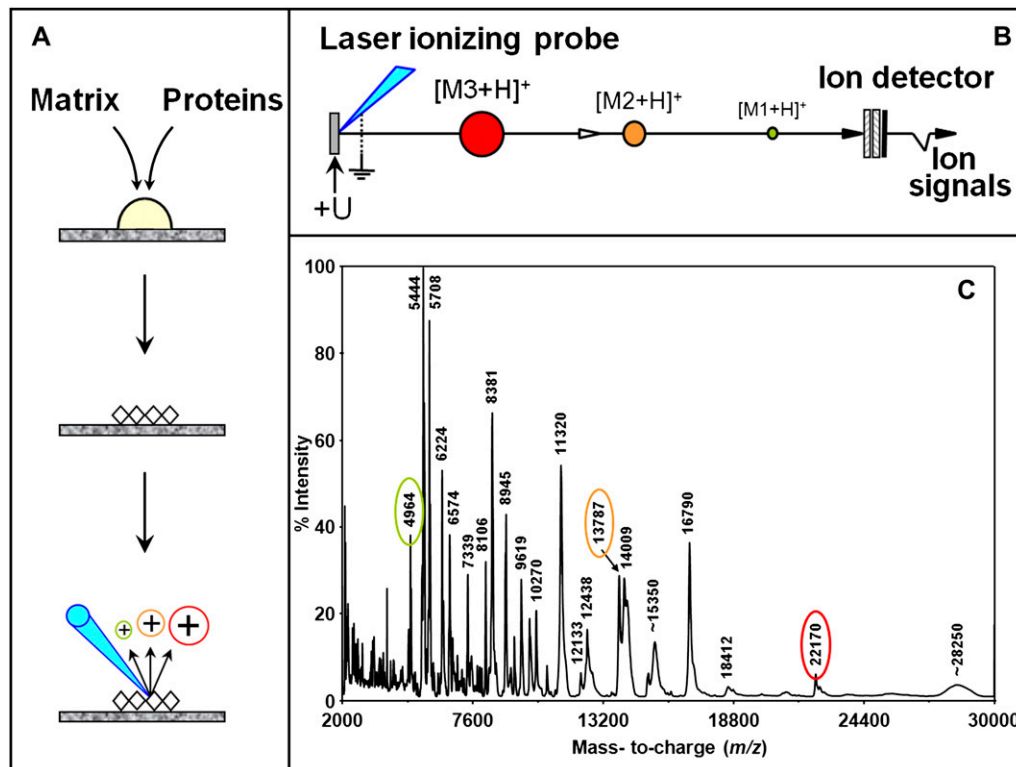 A
Matrix Proteins
+ + +
B
Laser ionizing probe
[M3+H]+
[M2+H]+
[M1+H]+
Ion detector
Ion
signals
+U
C
100
80
60
40
20
0
% Intensity
4964
5444
5708
6224
6574
7339
8106
8381
8945
9619
10270
11320
12133
12438
13787
14009
~15350
16790
18412
22170
~28250
2000 7600 13200 18800 24400 30000
Mass- to-charge (m/z)